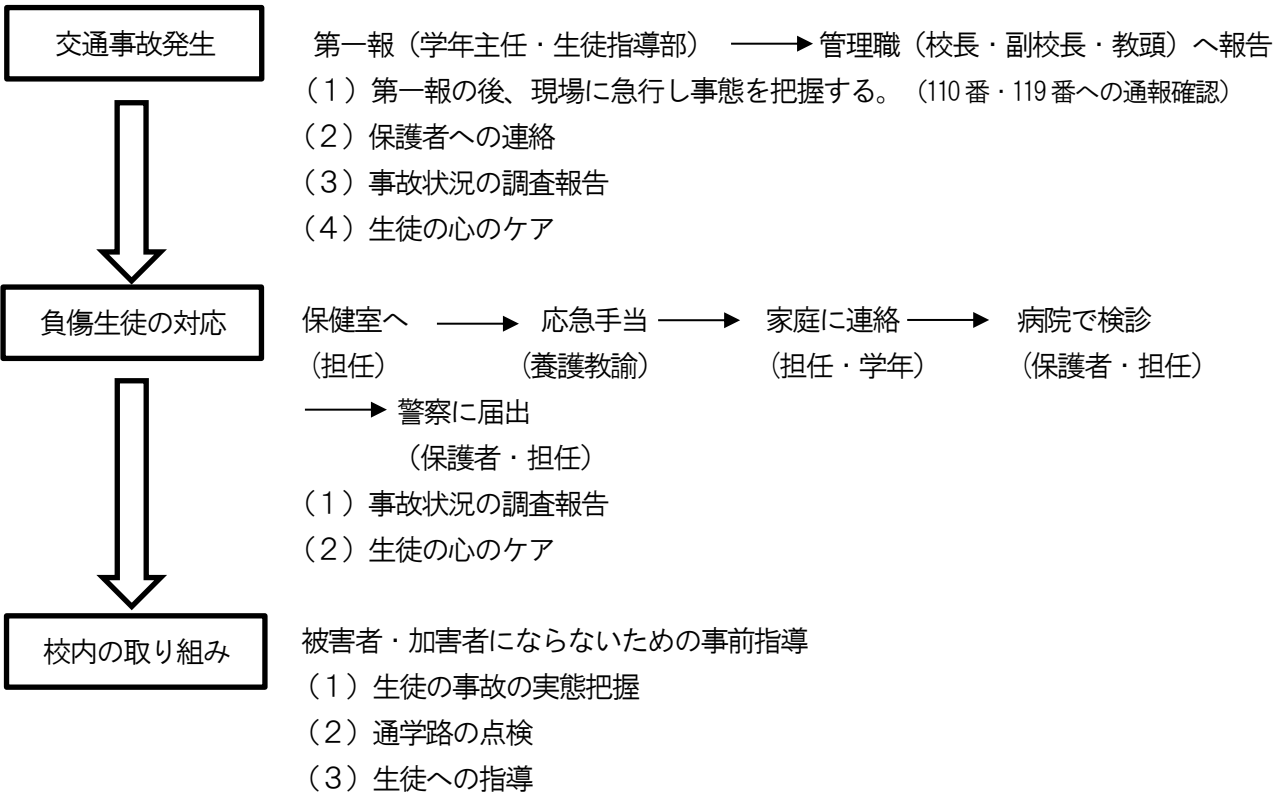 交通事故発生
第一報（学年主任・生徒指導部） → 管理職（校長・副校長・教頭）へ報告
（１）第一報の後、現場に急行し事態を把握する。（110番・119番への通報確認）
（２）保護者への連絡
（３）事故状況の調査報告
（４）生徒の心のケア
負傷生徒の対応
保健室へ → 応急手当 → 家庭に連絡 → 病院で検診
（担任） （養護教諭） （担任・学年） （保護者・担任）
→ 警察に届出
（保護者・担任）
（１）事故状況の調査報告
（２）生徒の心のケア
校内の取り組み
被害者・加害者にならないための事前指導
（１）生徒の事故の実態把握
（２）通学路の点検
（３）生徒への指導